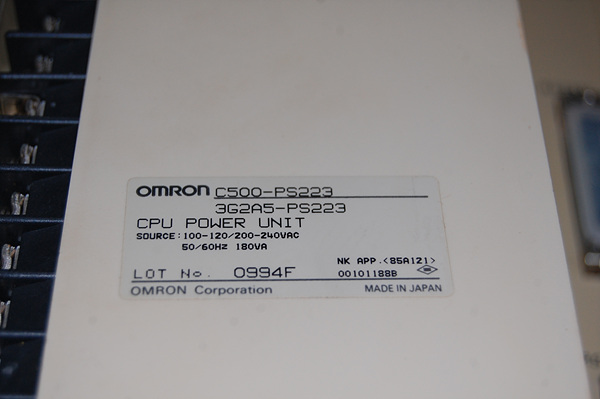 OMRON C500-PS223
3G2A5-PS223
CPU POWER UNIT
SOURCE:100-120/200-240VAC
50/60Hz 180VA
NK APP.<85A121>
LOT No. 0994F 00101188B
OMRON Corporation MADE IN JAPAN